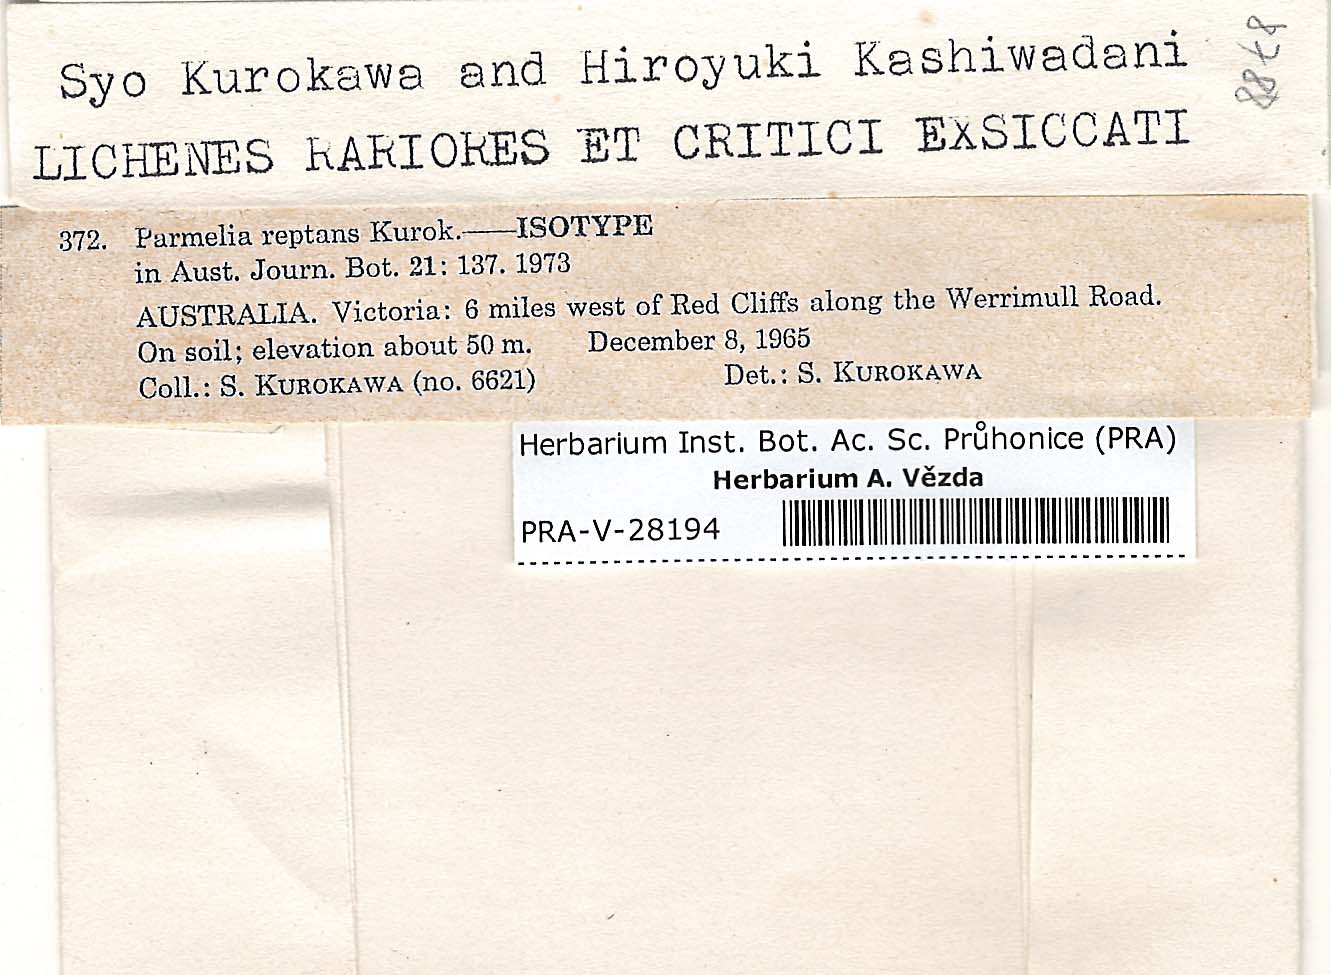 Syo Kurokawa and Hiroyuki Kashiwadani
LICHENES RARIORES ET CRITICI EXSICCATI
372. Parmelia reptans Kurok.——ISOTYPE
in Aust. Journ. Bot. 21: 137. 1973
AUSTRALIA. Victoria: 6 miles west of Red Cliffs along the Werrimull Road.
On soil; elevation about 50 m. December 8, 1965
Coll.: S. KUROKAWA (no. 6621) Det.: S. KUROKAWA
Herbarium Inst. Bot. Ac. Sc. Průhonice (PRA)
Herbarium A. Vězda
PRA-V-28194